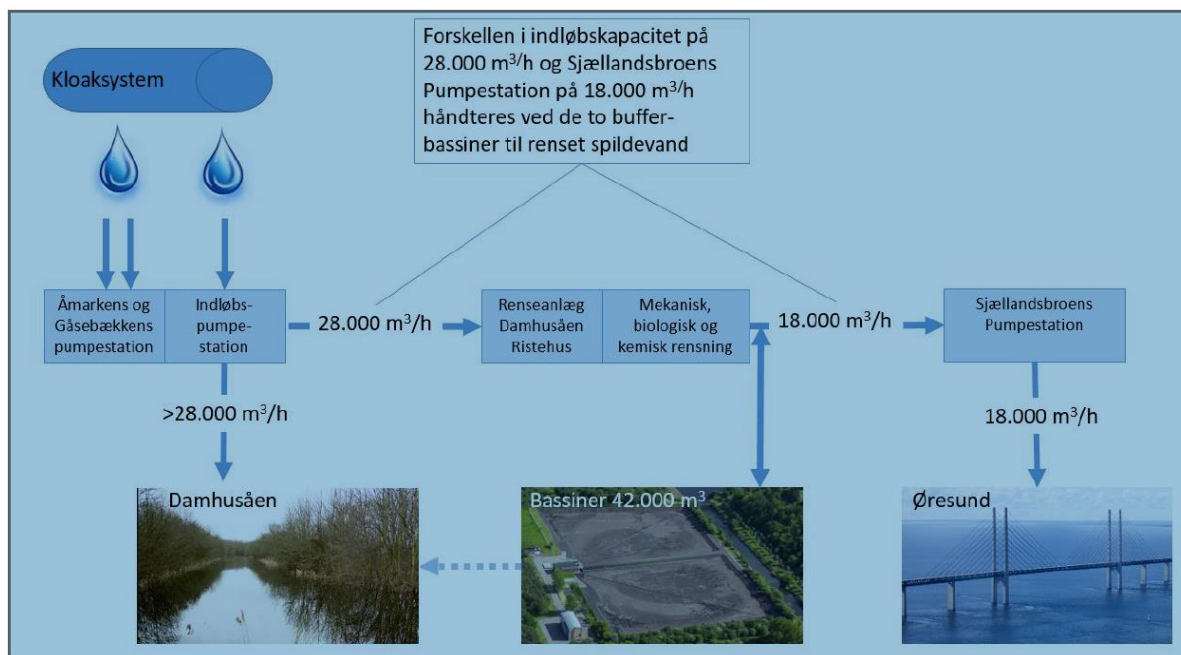 Kloaksystem
Forskellen i indløbskapacitet på
28.000 m³/h og Sjællandsbroens
Pumpestation på 18.000 m³/h
håndteres ved de to buffer-
bassiner til renset spildevand
Åmarkens og
Gåsebækkens
pumpestation
Indløbs-
pumpe-
station
28.000 m³/h
Renseanlæg
Damhusåen
Ristehus
Mekanisk,
biologisk og
kemisk rensning
18.000 m³/h
Sjællandsbroens
Pumpestation
>28.000 m³/h
18.000 m³/h
Damhusåen
Bassiner 42.000 m³
Øresund